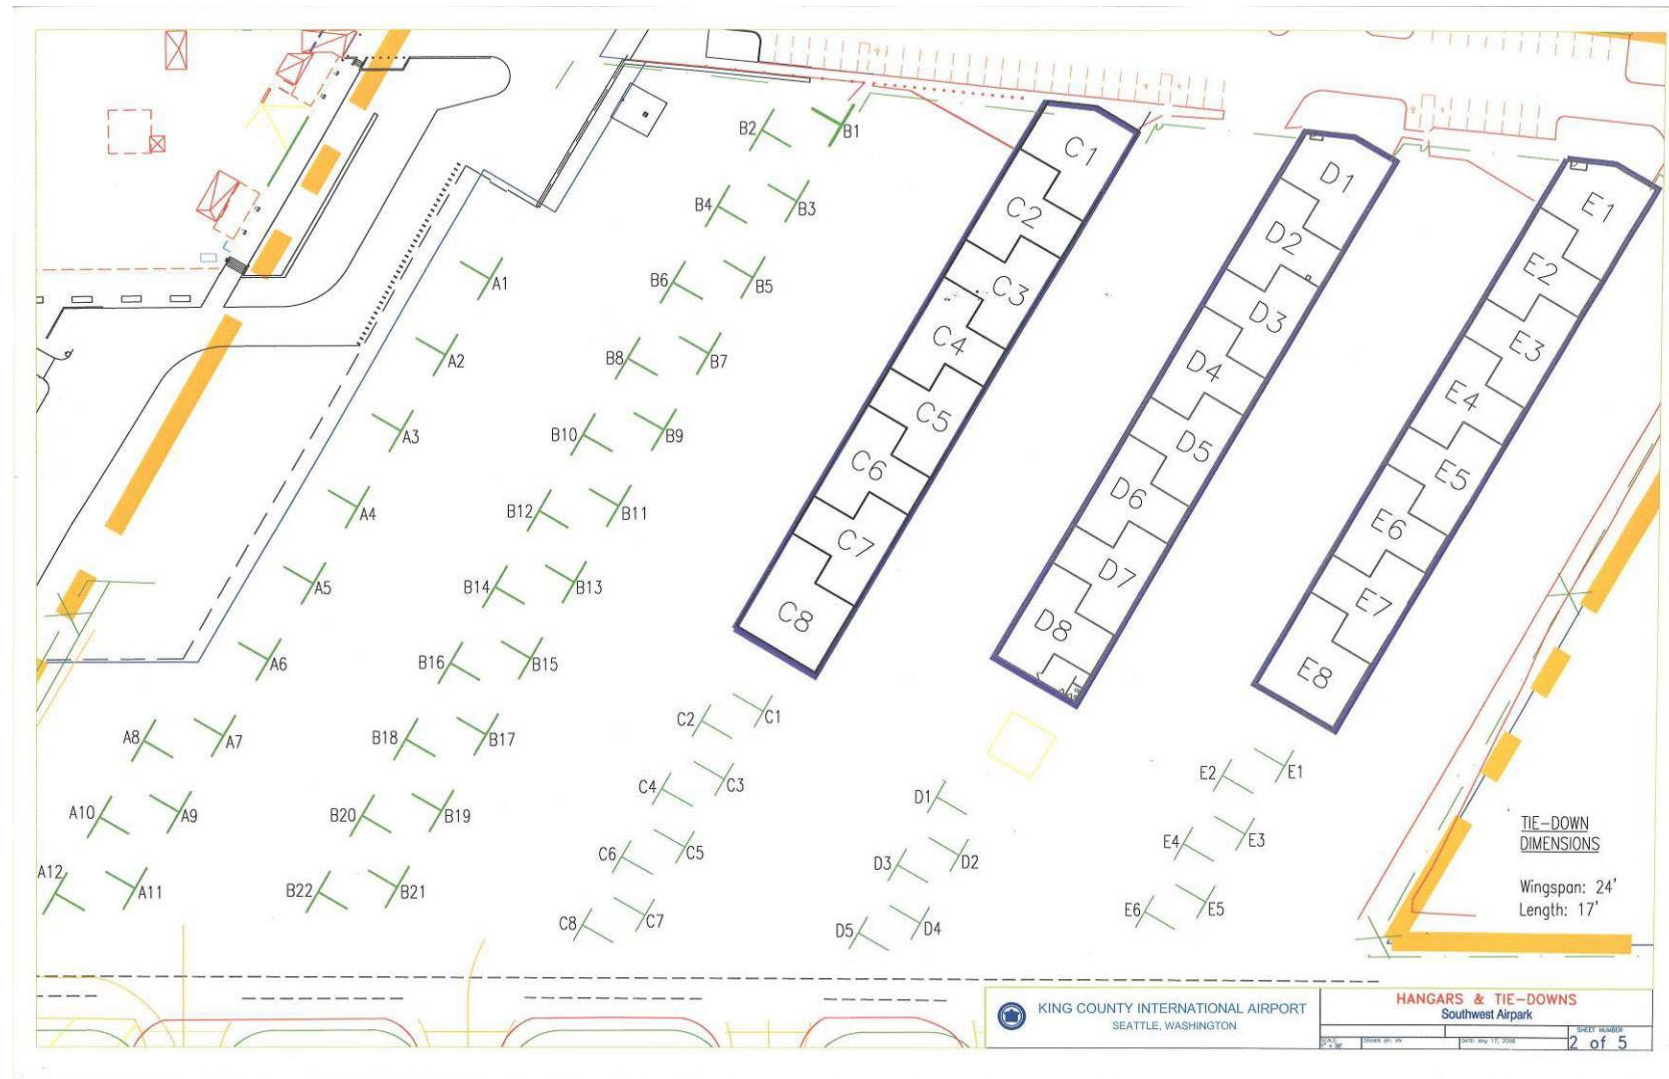 B2
B1
B4
B3
B6
B5
B8
B7
B10
B9
B12
B11
B14
B13
B16
B15
B18
B17
B20
B19
B22
B21
A1
A2
A3
A4
A5
A6
A8
A7
A10
A9
A12
A11
C1
C2
C3
C4
C5
C6
C7
C8
D1
D2
D3
D4
D5
D6
D7
D8
E1
E2
E3
E4
E5
E6
E7
E8
C2
C1
C4
C3
C6
C5
C8
C7
D1
D3
D2
D5
D4
E2
E1
E4
E3
E6
E5
TIE-DOWN
DIMENSIONS
Wingspan: 24'
Length: 17'
KING COUNTY INTERNATIONAL AIRPORT
SEATTLE, WASHINGTON
HANGARS & TIE-DOWNS
Southwest Airpark
SHEET NUMBER
2 of 5